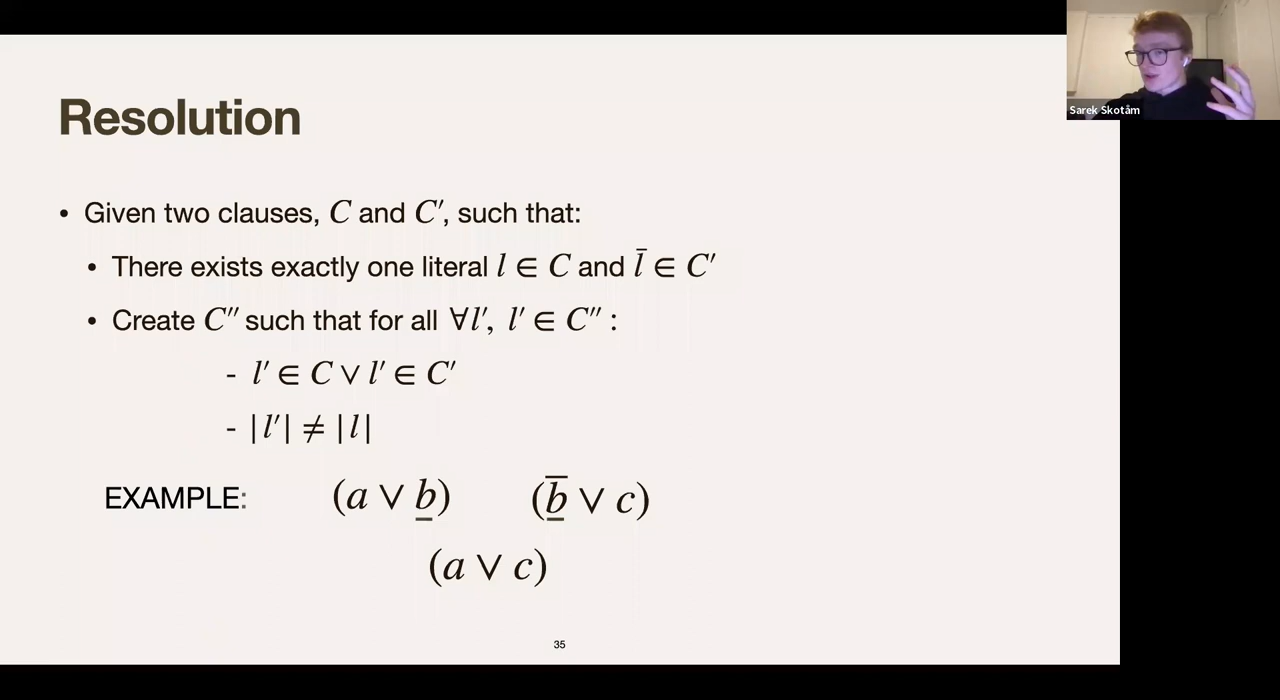 Sarek Skotåm
Resolution
• Given two clauses, C and C′, such that:
• There exists exactly one literal l ∈ C and l̄ ∈ C′
• Create C″ such that for all ∀l′, l′ ∈ C″ :
- l′ ∈ C ∨ l′ ∈ C′
- |l′| ≠ |l|
EXAMPLE: (a ∨ b) (b̅ ∨ c)
(a ∨ c)
35